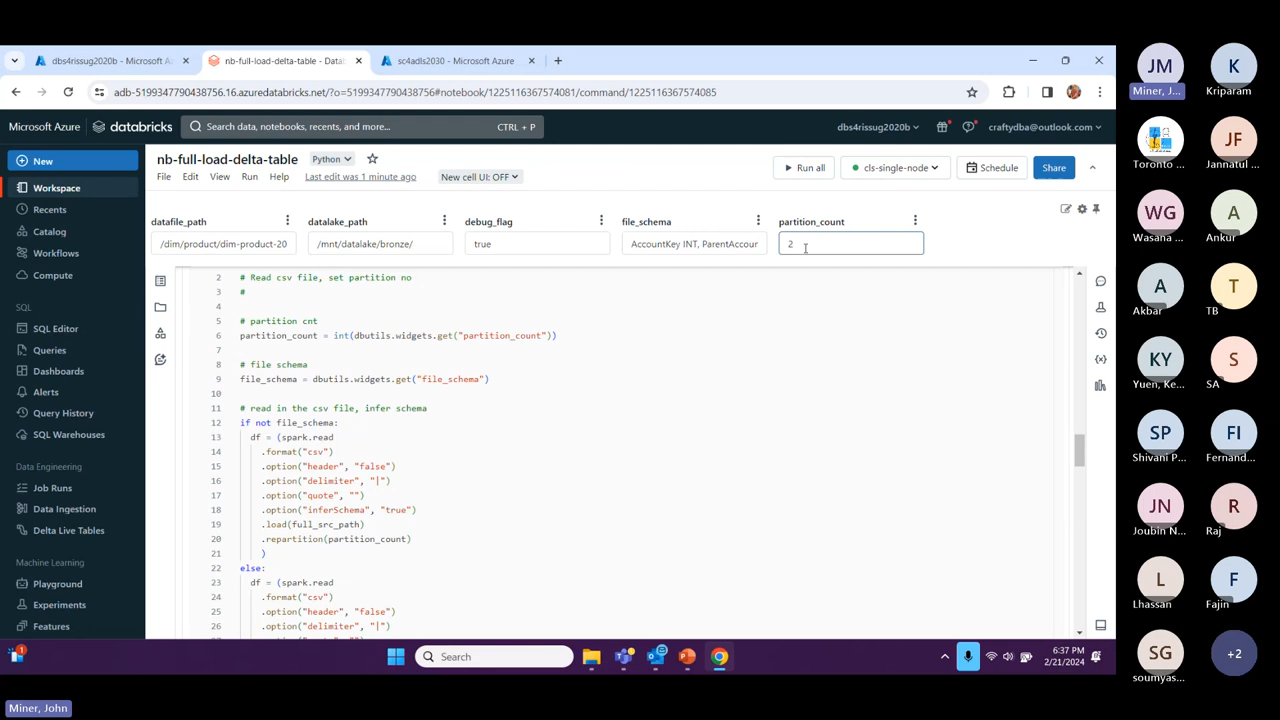 dbs4rissug2020b - Microsoft A
nb-full-load-delta-table - Data
sc4adls2030 - Microsoft Azure
adb-5199347790438756.16.azuredatabricks.net/?o=5199347790438756#notebook/1225116367574081/command/1225116367574085
Microsoft Azure
databricks
Search data, notebooks, recents, and more...
CTRL + P
dbs4rissug2020b
craftydba@outlook.com
New
Workspace
Recents
Catalog
Workflows
Compute
SQL
SQL Editor
Queries
Dashboards
Alerts
Query History
SQL Warehouses
Data Engineering
Job Runs
Data Ingestion
Delta Live Tables
Machine Learning
Playground
Experiments
Features
nb-full-load-delta-table
Python
File Edit View Run Help
Last edit was 1 minute ago
New cell UI: OFF
Run all
cls-single-node
Schedule
Share
datafile_path
/dim/product/dim-product-20
datalake_path
/mnt/datalake/bronze/
debug_flag
true
file_schema
AccountKey INT, ParentAccour
partition_count
2
2 # Read csv file, set partition no
3 #
4
5 # partition cnt
6 partition_count = int(dbutils.widgets.get("partition_count"))
7
8 # file schema
9 file_schema = dbutils.widgets.get("file_schema")
10
11 # read in the csv file, infer schema
12 if not file_schema:
13 df = (spark.read
14 .format("csv")
15 .option("header", "false")
16 .option("delimiter", "|")
17 .option("quote", "")
18 .option("inferSchema", "true")
19 .load(full_src_path)
20 .repartition(partition_count)
21 )
22 else:
23 df = (spark.read
24 .format("csv")
25 .option("header", "false")
26 .option("delimiter", "|")
Search
6:37 PM
2/21/2024
JM
Miner, J...
K
Kriparam
Toronto ...
JF
Jannatul ...
WG
Wasana ...
A
Ankur
A
Akbar
T
TB
KY
Yuen, Ke...
S
SA
SP
Shivani P...
FI
Fernand...
JN
Joubin N...
R
Raj
L
Lhassan
F
Fajin
SG
soumyas...
+2
Miner, John